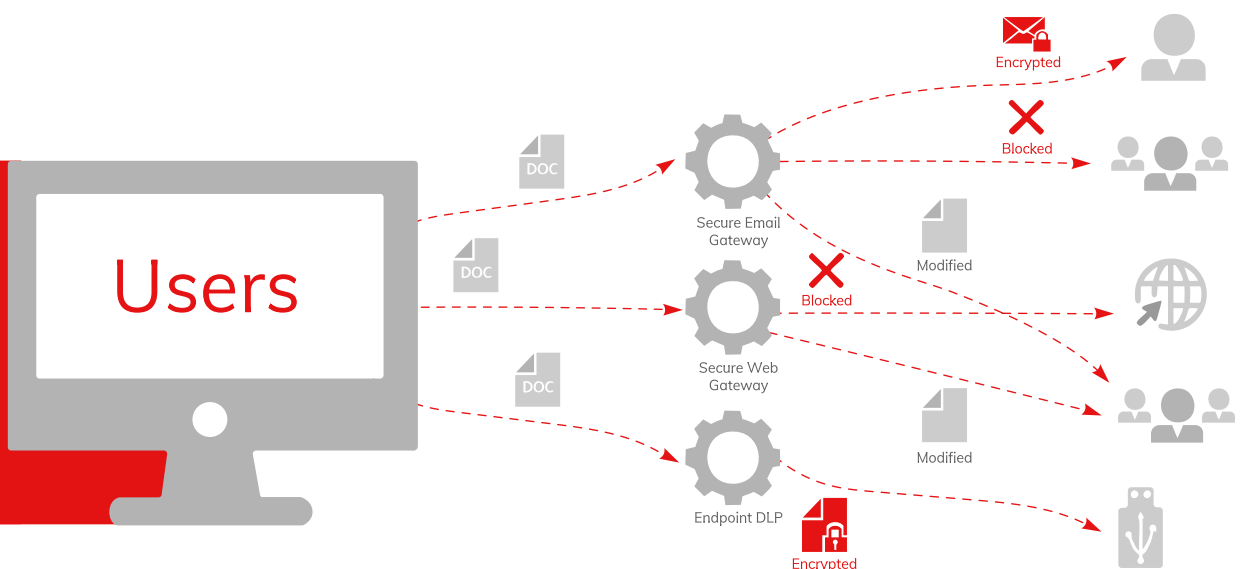 Encrypted
Blocked
DOC
Users
DOC
DOC
Secure Email
Gateway
Modified
Blocked
Secure Web
Gateway
Modified
Endpoint DLP
Encrypted